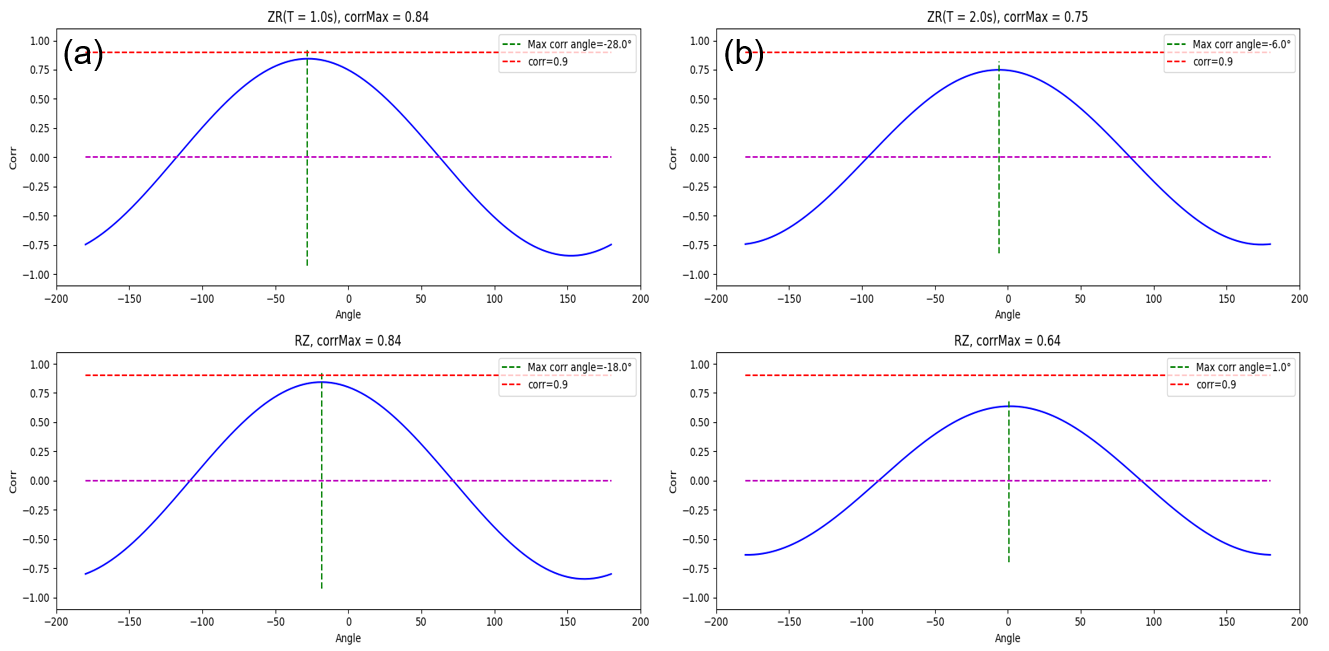 ZR(T = 1.0s), corrMax = 0.84
(a)
Max corr angle=-28.0°
corr=0.9
1.00
0.75
0.50
0.25
0.00
−0.25
−0.50
−0.75
−1.00
Corr
−200 −150 −100 −50 0 50 100 150 200
Angle
ZR(T = 2.0s), corrMax = 0.75
(b)
Max corr angle=-6.0°
corr=0.9
1.00
0.75
0.50
0.25
0.00
−0.25
−0.50
−0.75
−1.00
Corr
−200 −150 −100 −50 0 50 100 150 200
Angle
RZ, corrMax = 0.84
Max corr angle=-18.0°
corr=0.9
1.00
0.75
0.50
0.25
0.00
−0.25
−0.50
−0.75
−1.00
Corr
−200 −150 −100 −50 0 50 100 150 200
Angle
RZ, corrMax = 0.64
Max corr angle=1.0°
corr=0.9
1.00
0.75
0.50
0.25
0.00
−0.25
−0.50
−0.75
−1.00
Corr
−200 −150 −100 −50 0 50 100 150 200
Angle